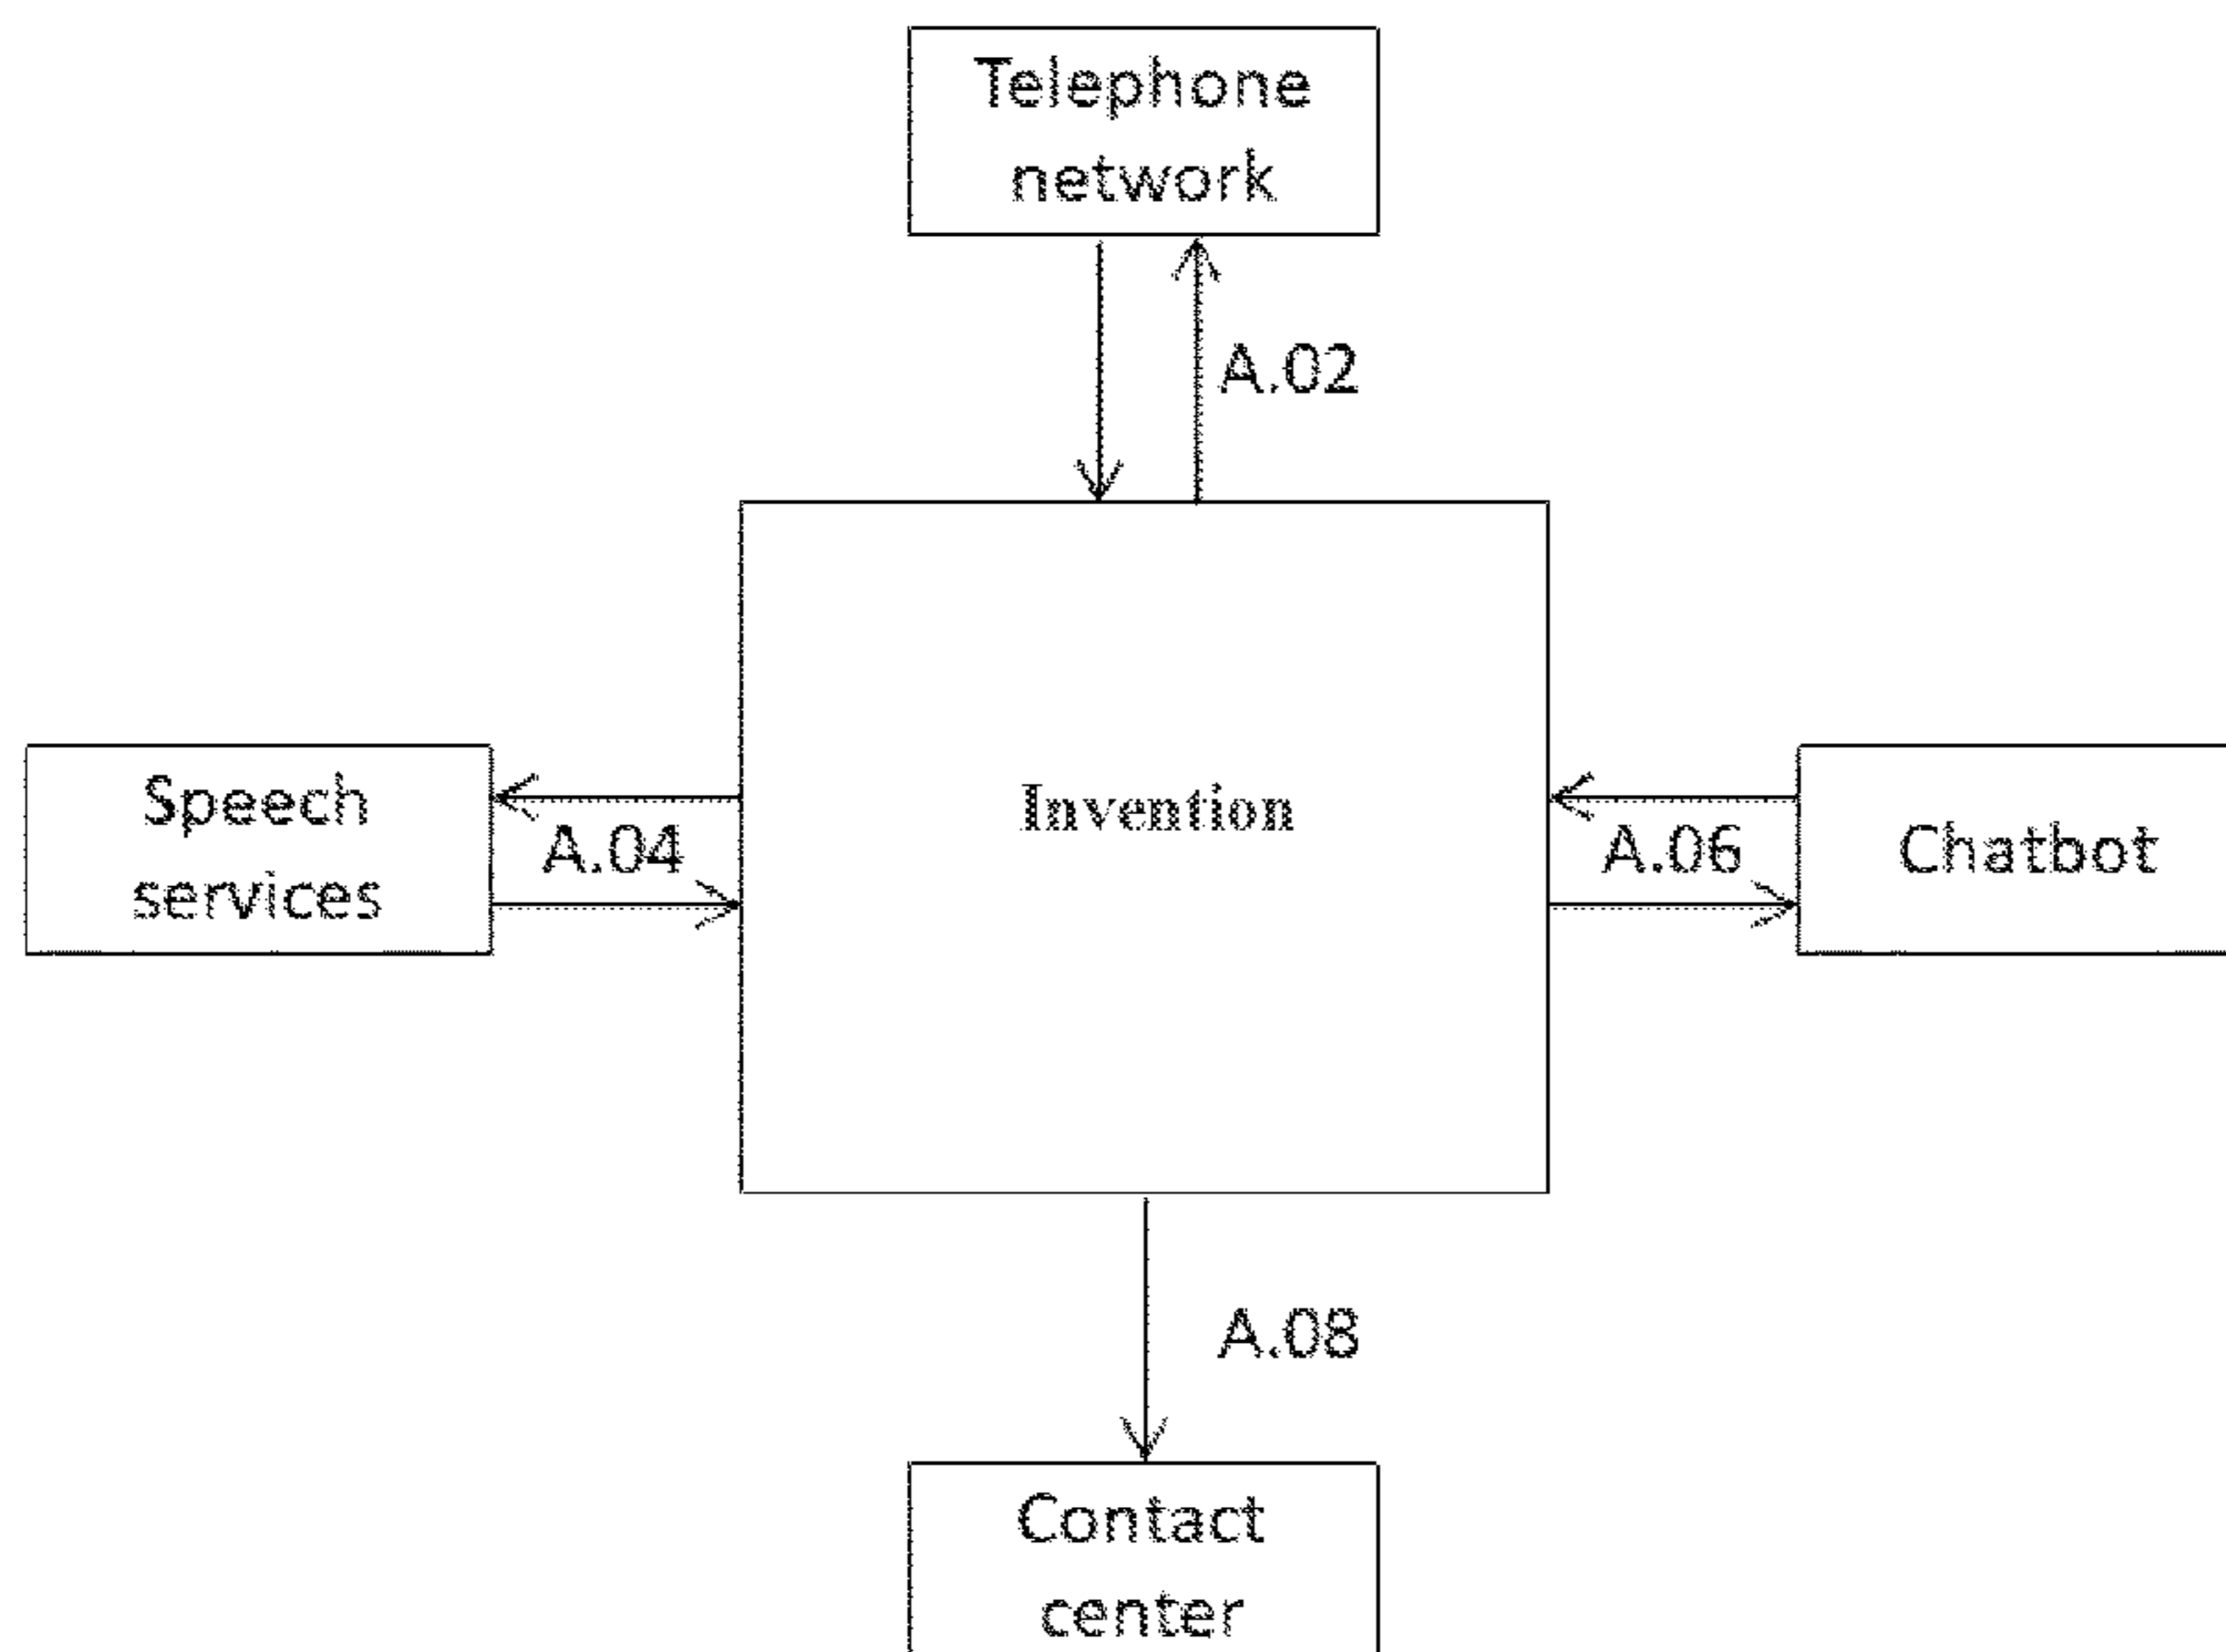 Telephone
network
A.02
Speech
services
A.04
Invention
A.06
Chatbot
A.08
Contact
center